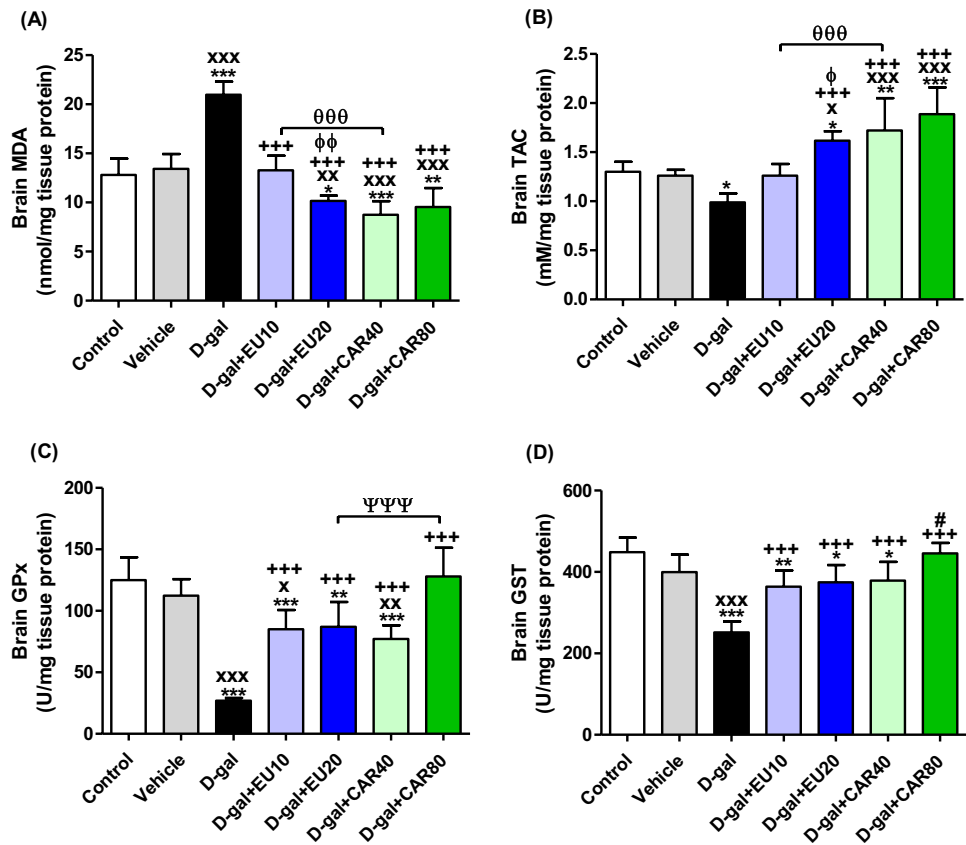 (A)
Brain MDA
(nmol/mg tissue protein)
25
20
15
10
5
0
xxx
***
+++
θθθ
ϕϕ
+++
xx
*
+++
xxx
***
+++
xxx
**
Control
Vehicle
D-gal
D-gal+EU10
D-gal+EU20
D-gal+CAR40
D-gal+CAR80
(B)
Brain TAC
(mM/mg tissue protein)
2.5
2.0
1.5
1.0
0.5
0.0
*
θθθ
ϕ
+++
x
*
+++
xxx
**
+++
xxx
***
Control
Vehicle
D-gal
D-gal+EU10
D-gal+EU20
D-gal+CAR40
D-gal+CAR80
(C)
Brain GPx
(U/mg tissue protein)
200
150
100
50
0
xxx
***
+++
x
***
+++
**
+++
xx
***
ΨΨΨ
+++
Control
Vehicle
D-gal
D-gal+EU10
D-gal+EU20
D-gal+CAR40
D-gal+CAR80
(D)
Brain GST
(U/mg tissue protein)
600
400
200
0
xxx
***
+++
**
+++
*
+++
*
#
+++
Control
Vehicle
D-gal
D-gal+EU10
D-gal+EU20
D-gal+CAR40
D-gal+CAR80